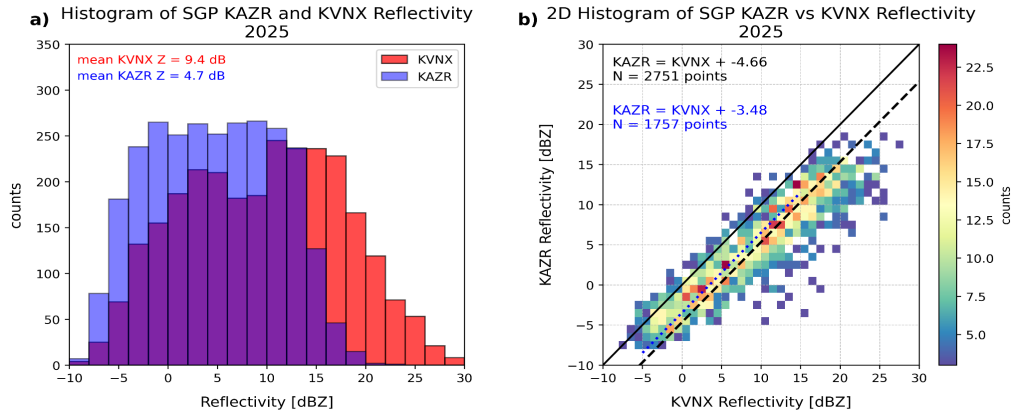 a) Histogram of SGP KAZR and KVNX Reflectivity
2025
mean KVNX Z = 9.4 dB
mean KAZR Z = 4.7 dB
KVNX
KAZR
350
300
250
200
150
100
50
0
counts
−10 −5 0 5 10 15 20 25 30
Reflectivity [dBZ]
b) 2D Histogram of SGP KAZR vs KVNX Reflectivity
2025
KAZR = KVNX + -4.66
N = 2751 points
KAZR = KVNX + -3.48
N = 1757 points
30
25
20
15
10
5
0
−5
−10
KAZR Reflectivity [dBZ]
−10 −5 0 5 10 15 20 25 30
KVNX Reflectivity [dBZ]
22.5
20.0
17.5
15.0
12.5
10.0
7.5
5.0
counts